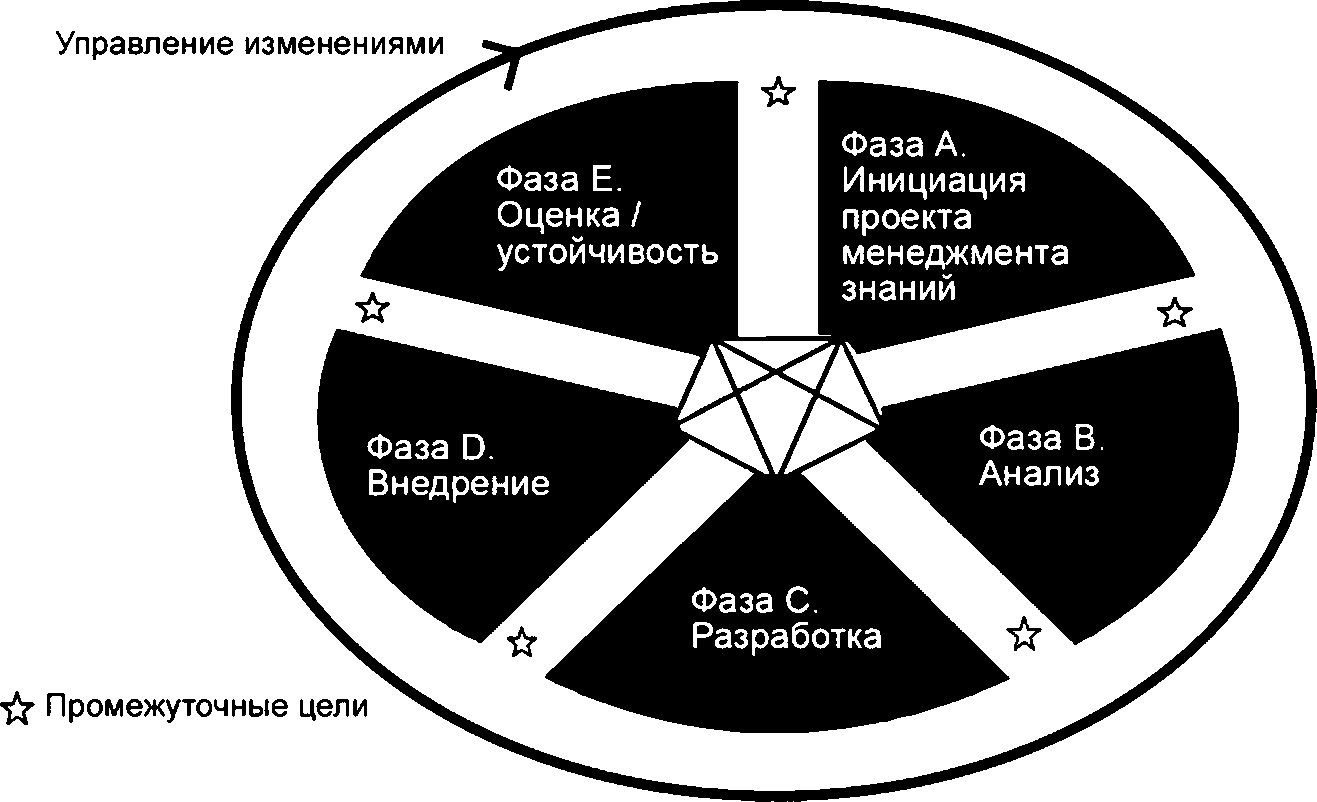 Управление изменениями
Фаза A.
Инициация
проекта
менеджмента
знаний
Фаза E.
Оценка /
устойчивость
Фаза B.
Анализ
Фаза D.
Внедрение
Фаза C.
Разработка
Промежуточные цели